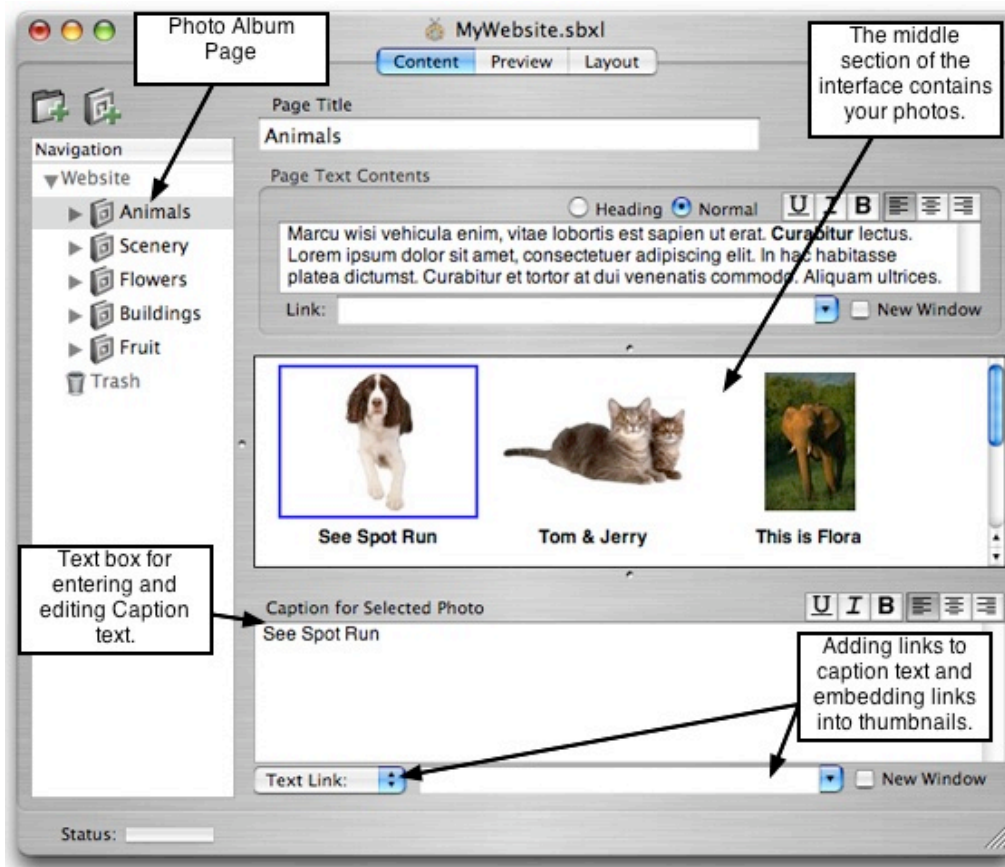 MyWebsite.sbxl
Content Preview Layout
Photo Album
Page
The middle
section of the
interface contains
your photos.
Page Title
Animals
Navigation
Website
Animals
Scenery
Flowers
Buildings
Fruit
Trash
Page Text Contents
Heading Normal U I B
Marcu wisi vehicula enim, vitae lobortis est sapien ut erat. Curabitur lectus.
Lorem ipsum dolor sit amet, consectetuer adipiscing elit. In hac habitasse
platea dictumst. Curabitur et tortor at dui venenatis commodo. Aliquam ultrices.
Link: New Window
See Spot Run Tom & Jerry This is Flora
Text box for
entering and
editing Caption
text.
Caption for Selected Photo U I B
See Spot Run
Adding links to
caption text and
embedding links
into thumbnails.
Text Link: New Window
Status: